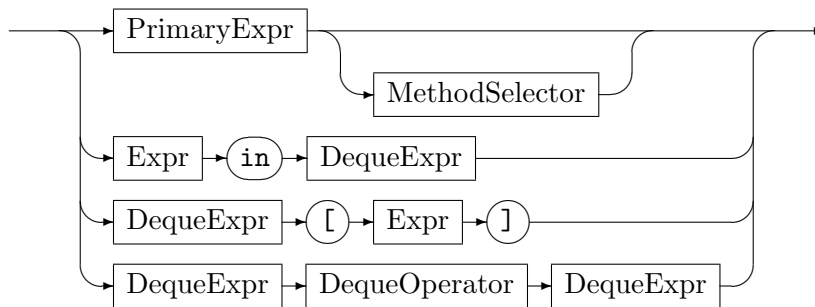 PrimaryExpr
MethodSelector
Expr in DequeExpr
DequeExpr [ Expr ]
DequeExpr DequeOperator DequeExpr